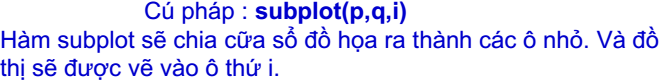 Cú pháp : subplot(p,q,i)
Hàm subplot sẽ chia cữa sổ đồ họa ra thành các ô nhỏ. Và đồ
thị sẽ được vẽ vào ô thứ i.